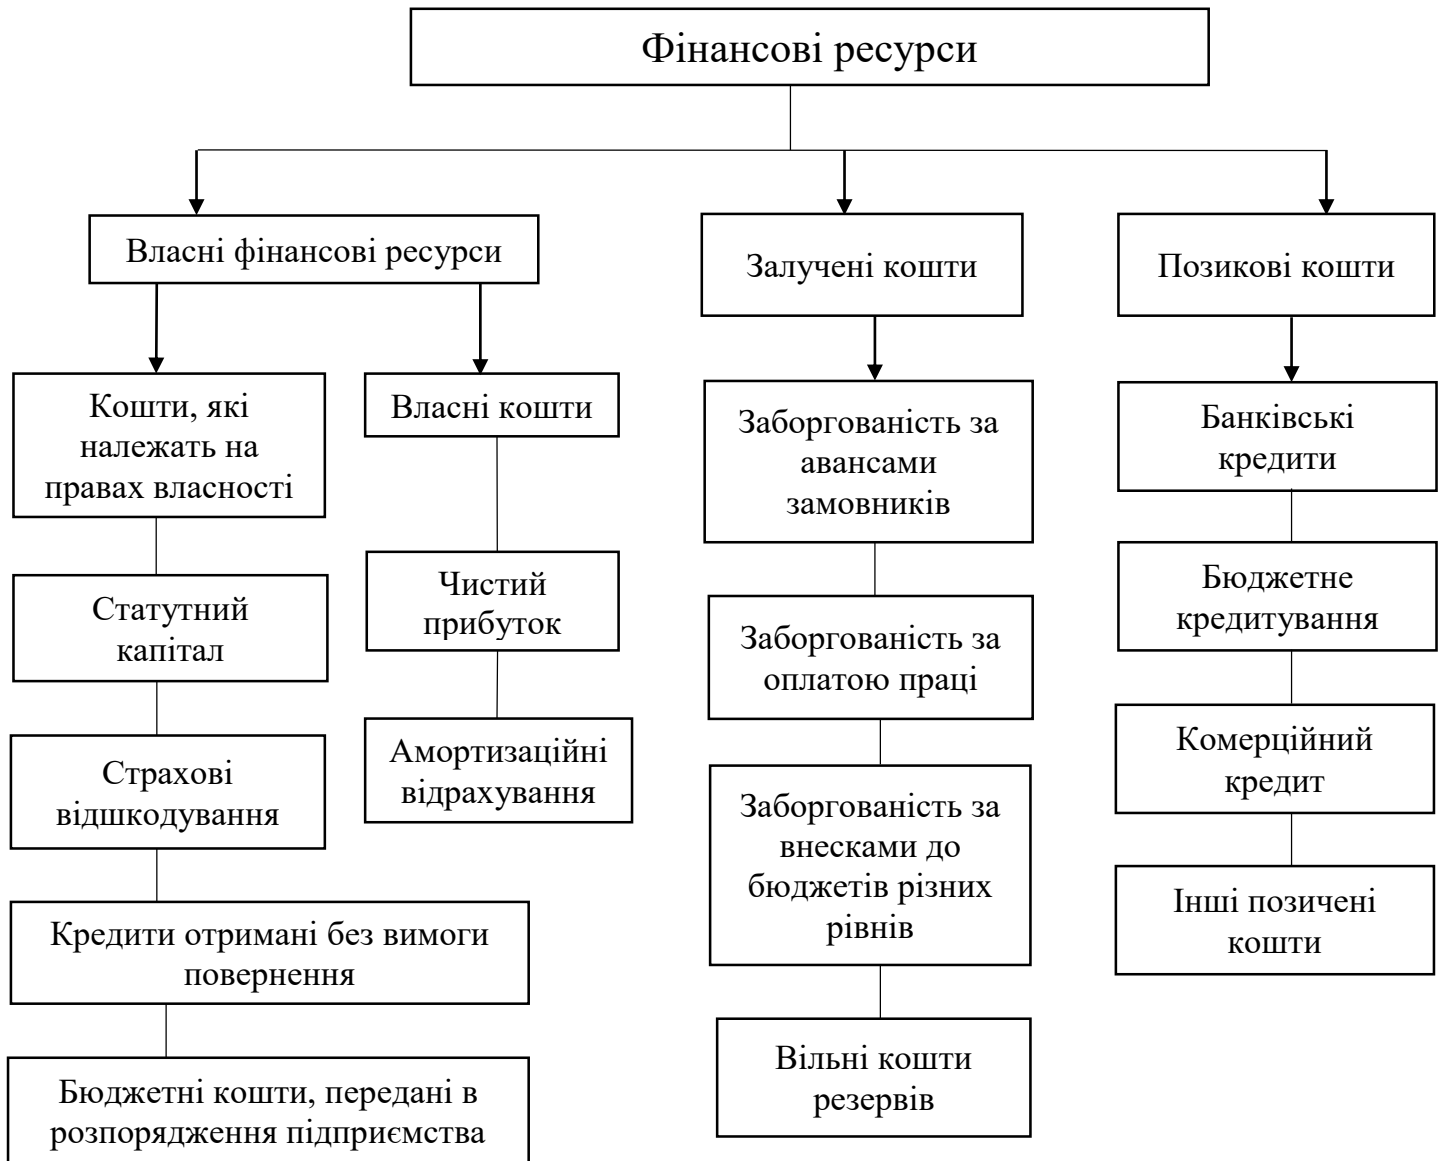 Фінансові ресурси
Власні фінансові ресурси
Залучені кошти
Позикові кошти
Кошти, які
належать на
правах власності
Статутний
капітал
Страхові
відшкодування
Кредити отримані без вимоги
повернення
Бюджетні кошти, передані в
розпорядження підприємства
Власні кошти
Чистий
прибуток
Амортизаційні
відрахування
Заборгованість за
авансами
замовників
Заборгованість за
оплатою праці
Заборгованість за
внесками до
бюджетів різних
рівнів
Вільні кошти
резервів
Банківські
кредити
Бюджетне
кредитування
Комерційний
кредит
Інші позичені
кошти